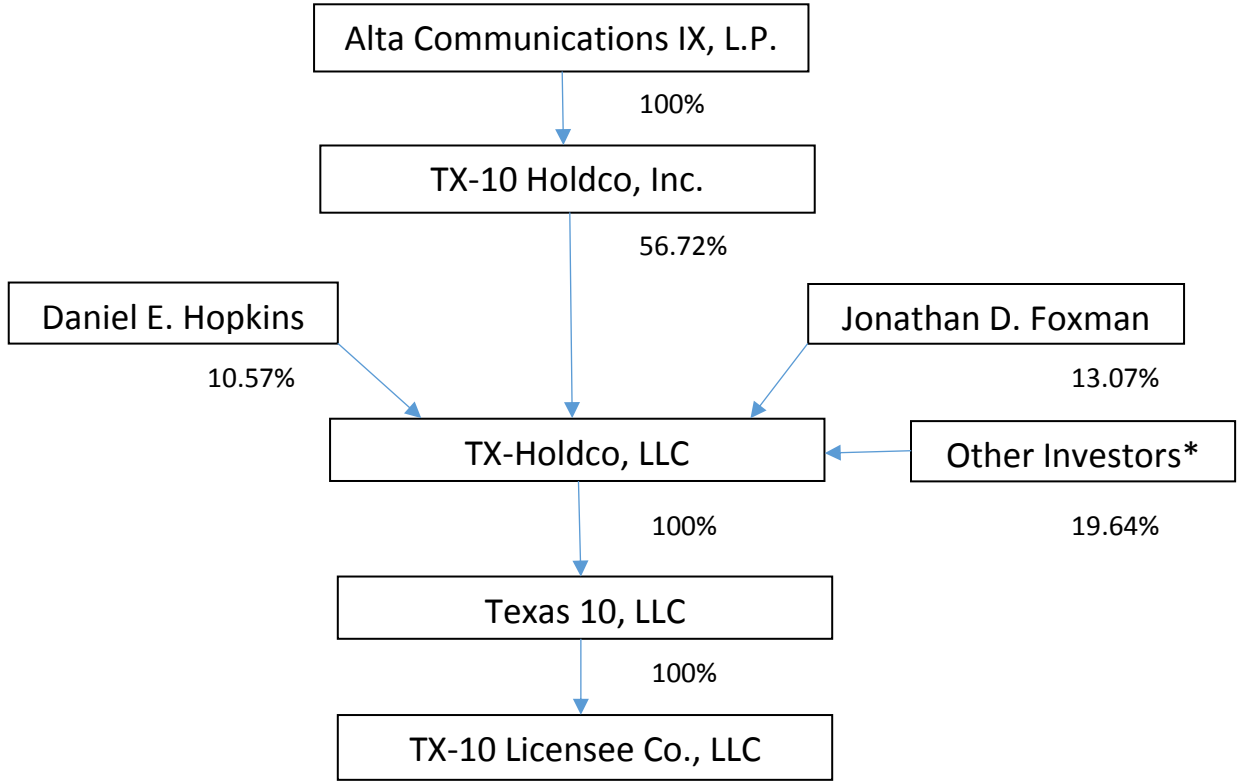 Alta Communications IX, L.P.
100%
TX-10 Holdco, Inc.
56.72%
Daniel E. Hopkins
Jonathan D. Foxman
10.57%
13.07%
TX-Holdco, LLC
Other Investors*
100%
19.64%
Texas 10, LLC
100%
TX-10 Licensee Co., LLC